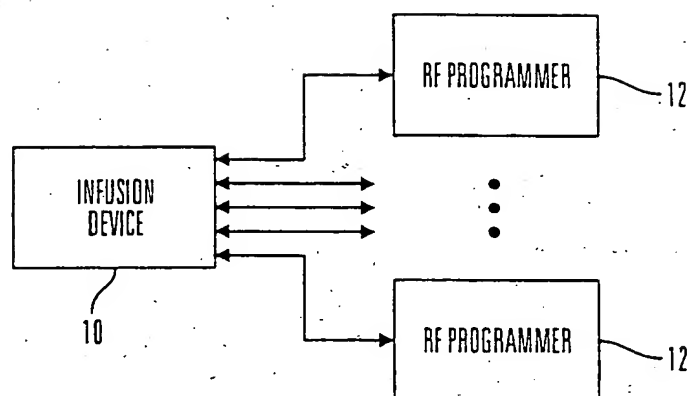 RF PROGRAMMER
12
INFUSION
DEVICE
10
RF PROGRAMMER
12